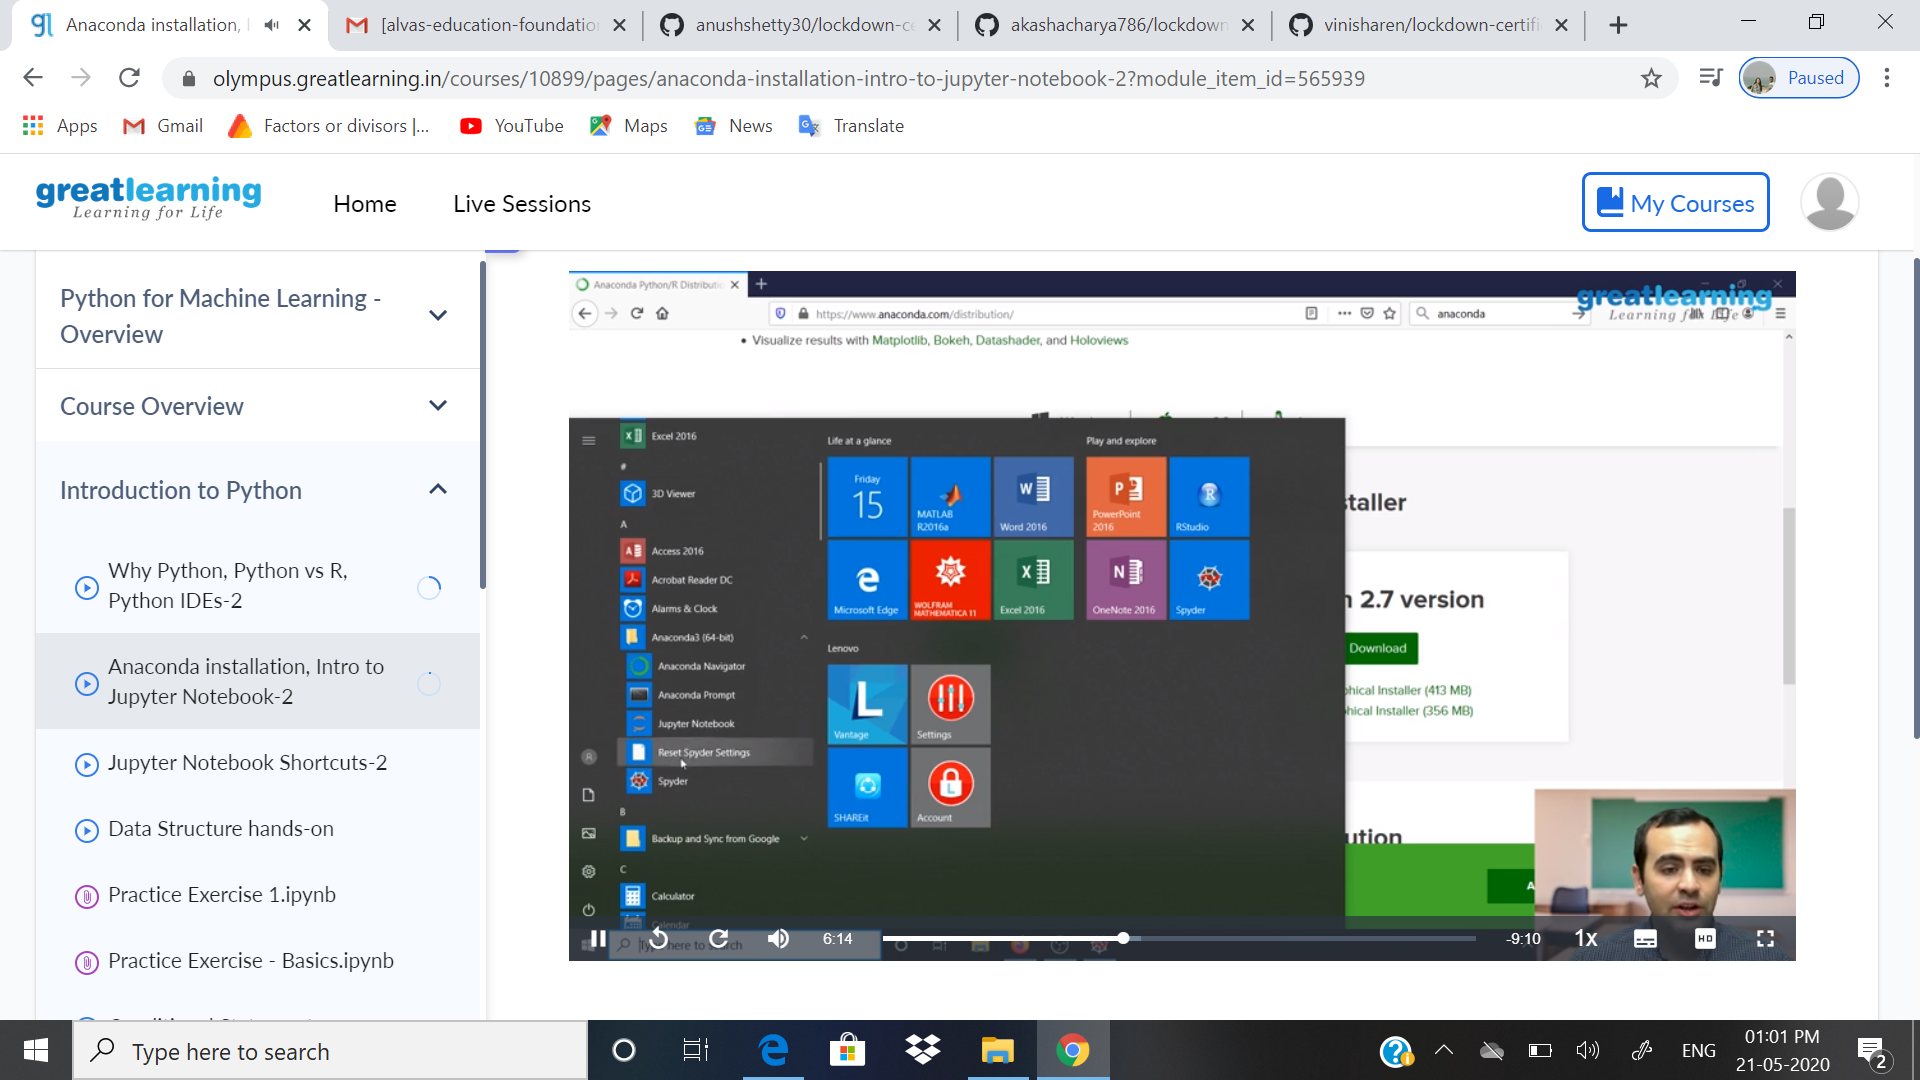 Anaconda installation,
[alvas-education-foundation
anushshetty30/lockdown-ce
akashacharya786/lockdown
vinisharen/lockdown-certifi
olympus.greatlearning.in/courses/10899/pages/anaconda-installation-intro-to-jupyter-notebook-2?module_item_id=565939
Paused
Apps
Gmail
Factors or divisors |...
YouTube
Maps
News
Translate
greatlearning
Learning for Life
Home
Live Sessions
My Courses
Python for Machine Learning -
Overview
Course Overview
Introduction to Python
Why Python, Python vs R,
Python IDEs-2
Anaconda installation, Intro to
Jupyter Notebook-2
Jupyter Notebook Shortcuts-2
Data Structure hands-on
Practice Exercise 1.ipynb
Practice Exercise - Basics.ipynb
Anaconda Python/R Distributio
https://www.anaconda.com/distribution/
anaconda
greatlearning
Learning for Life
• Visualize results with Matplotlib, Bokeh, Datashader, and Holoviews
Excel 2016
#
3D Viewer
A
Access 2016
Acrobat Reader DC
Alarms & Clock
Anaconda3 (64-bit)
Anaconda Navigator
Anaconda Prompt
Jupyter Notebook
Reset Spyder Settings
Spyder
B
Backup and Sync from Google
C
Calculator
Calendar
Life at a glance
Friday
15
MATLAB
R2016a
Word 2016
Microsoft Edge
WOLFRAM
MATHEMATICA 11
Excel 2016
Play and explore
PowerPoint
2016
RStudio
OneNote 2016
Spyder
Lenovo
Vantage
Settings
SHAREit
Account
staller
n 2.7 version
Download
phical Installer (413 MB)
hical Installer (356 MB)
ution
A
Type here to search
6:14
-9:10
1x
HD
Type here to search
ENG
01:01 PM
21-05-2020
2